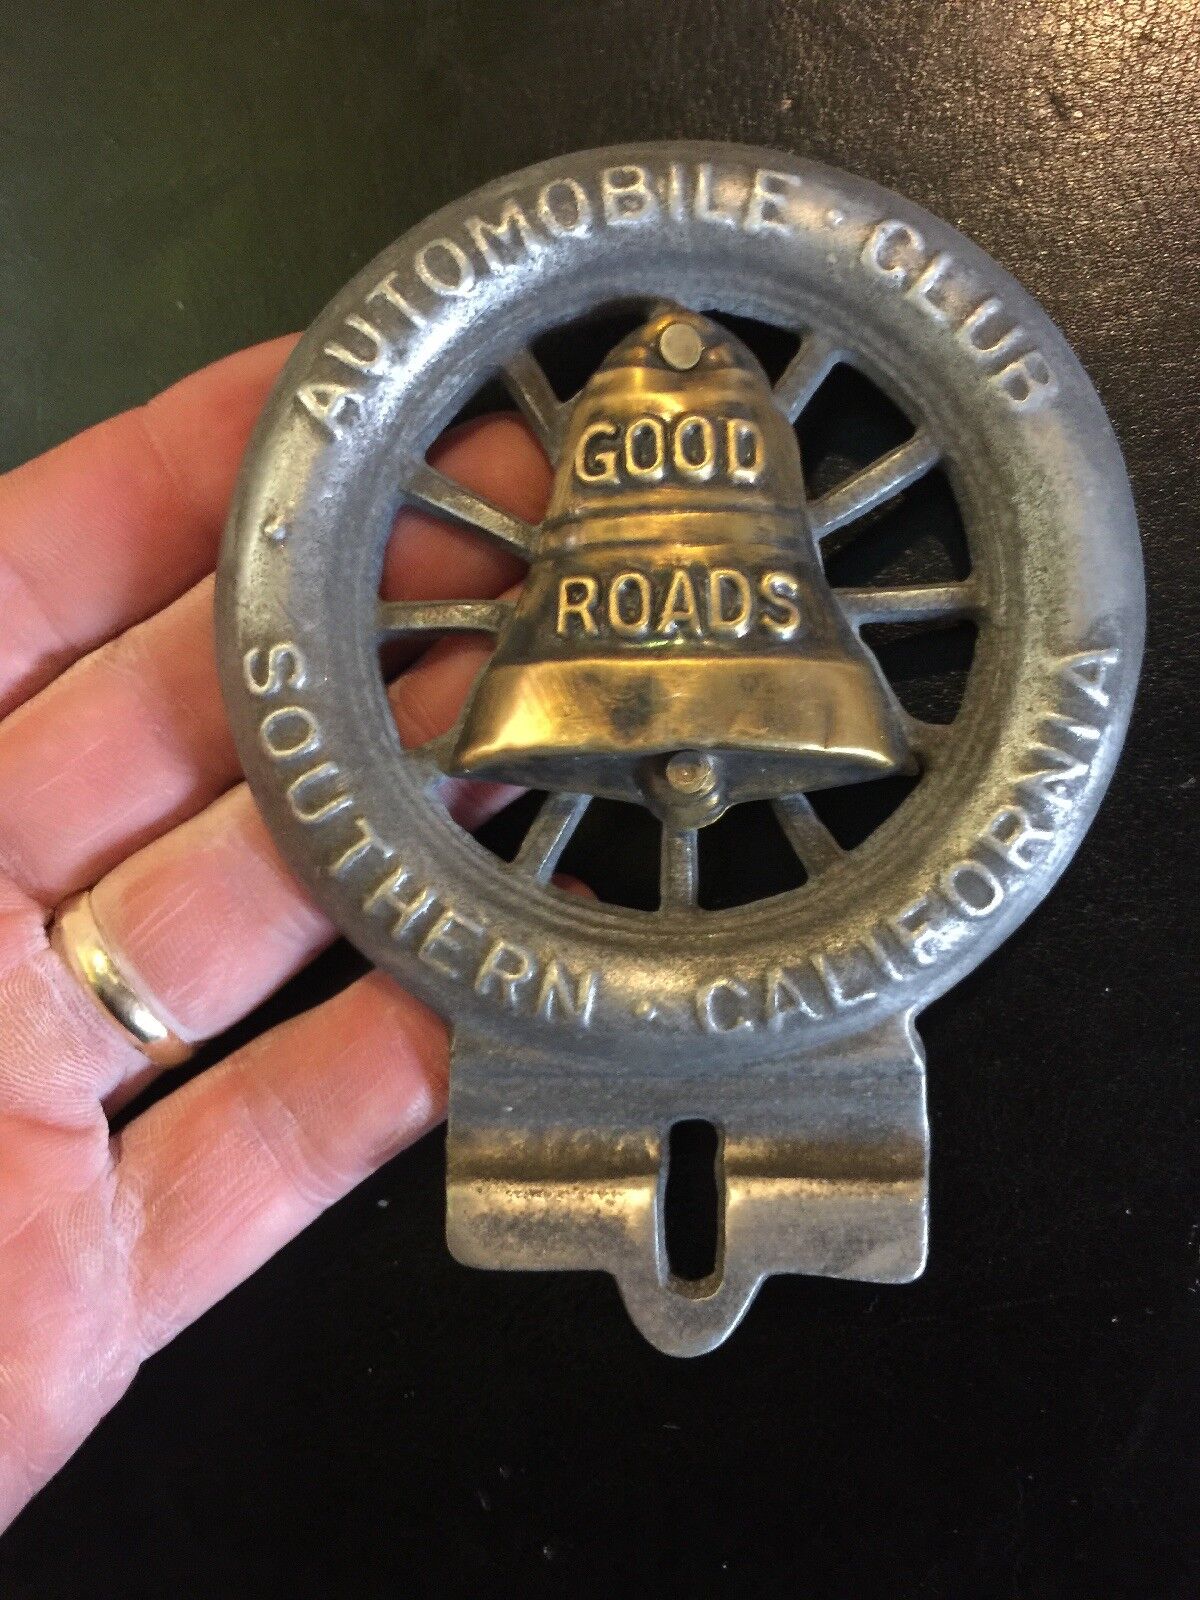 AUTOMOBILE · CLUB
GOOD
ROADS
· SOUTHERN · CALIFORNIA